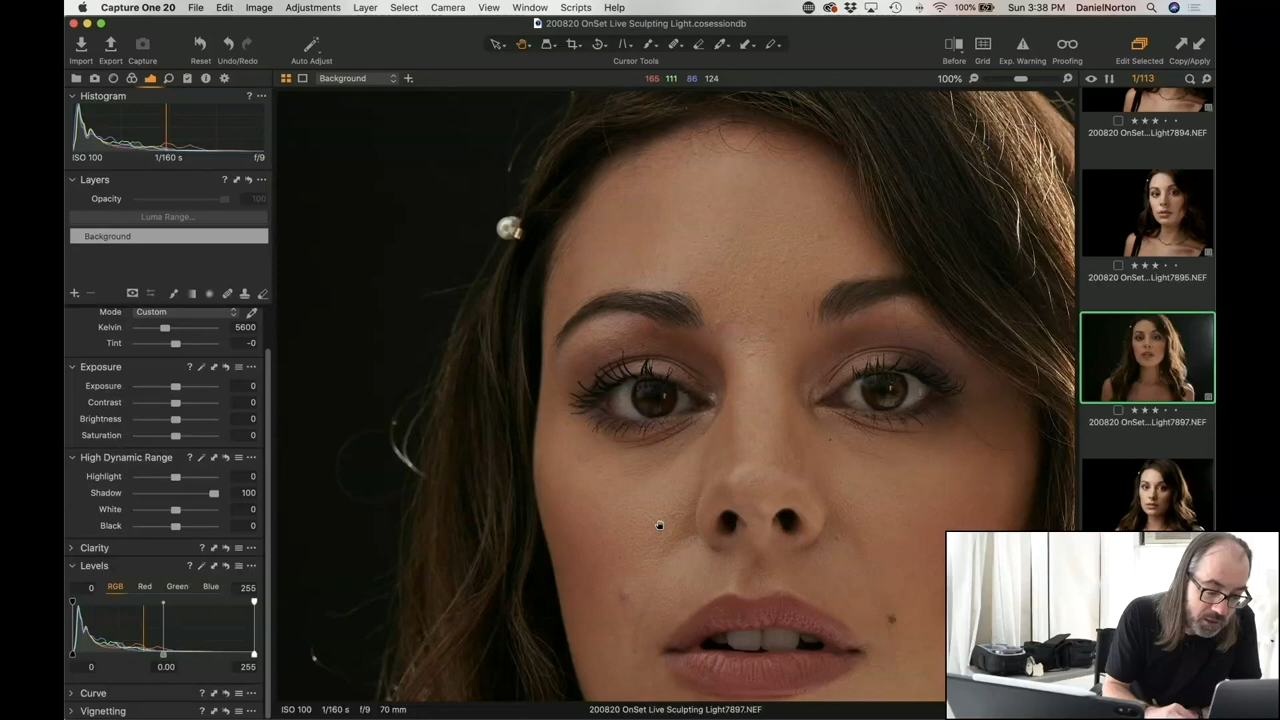 Capture One 20 File Edit View Adjustments Image Layer Select Camera View Window Scripts Help 100% Sun 3:38 PM DanielNorton
200820 OnSet Live Sculpting Light.cosessiondb
Import Export Capture Reset Undo/Redo Auto Adjust Cursor Tools Before Grid Exp. Warning Proofing Edit Selected Copy/Apply
Background 165 111 86 124 100% 1/113
Histogram ? ...
ISO 100 1/160 s f/9
Layers ? ...
Opacity 100
Luma Range...
Background
Mode Custom
Kelvin 5600
Tint -0
Exposure ? ...
Exposure 0
Contrast 0
Brightness 0
Saturation 0
High Dynamic Range ? ...
Highlight 0
Shadow 100
White 0
Black 0
Clarity ? ...
Levels ? ...
0 RGB Red Green Blue 255
0 0.00 255
Curve ? ...
Vignetting ? ...
200820 OnSet...Light7894.NEF
200820 OnSet...Light7895.NEF
200820 OnSet...Light7897.NEF
ISO 100 1/160 s f/9 70 mm 200820 OnSet Live Sculpting Light7897.NEF